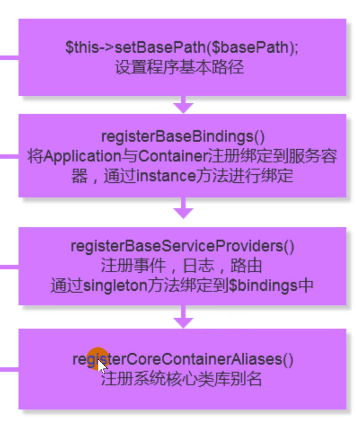 $this->setBasePath($basePath);
设置程序基本路径
registerBaseBindings()
将Application与Container注册绑定到服务容
器，通过instance方法进行绑定
registerBaseServiceProviders()
注册事件，日志，路由
通过singleton方法绑定到$bindings中
registerCoreContainerAliases()
注册系统核心类库别名